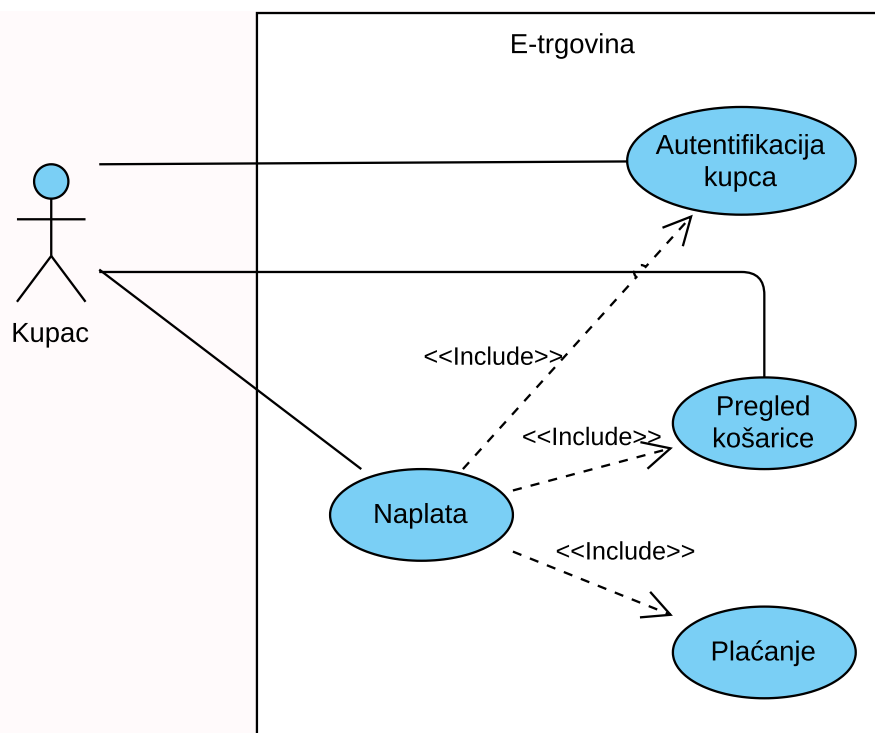 E-trgovina
Autentifikacija
kupca
Kupac
<<Include>>
Pregled
košarice
<<Include>>
Naplata
<<Include>>
Plaćanje